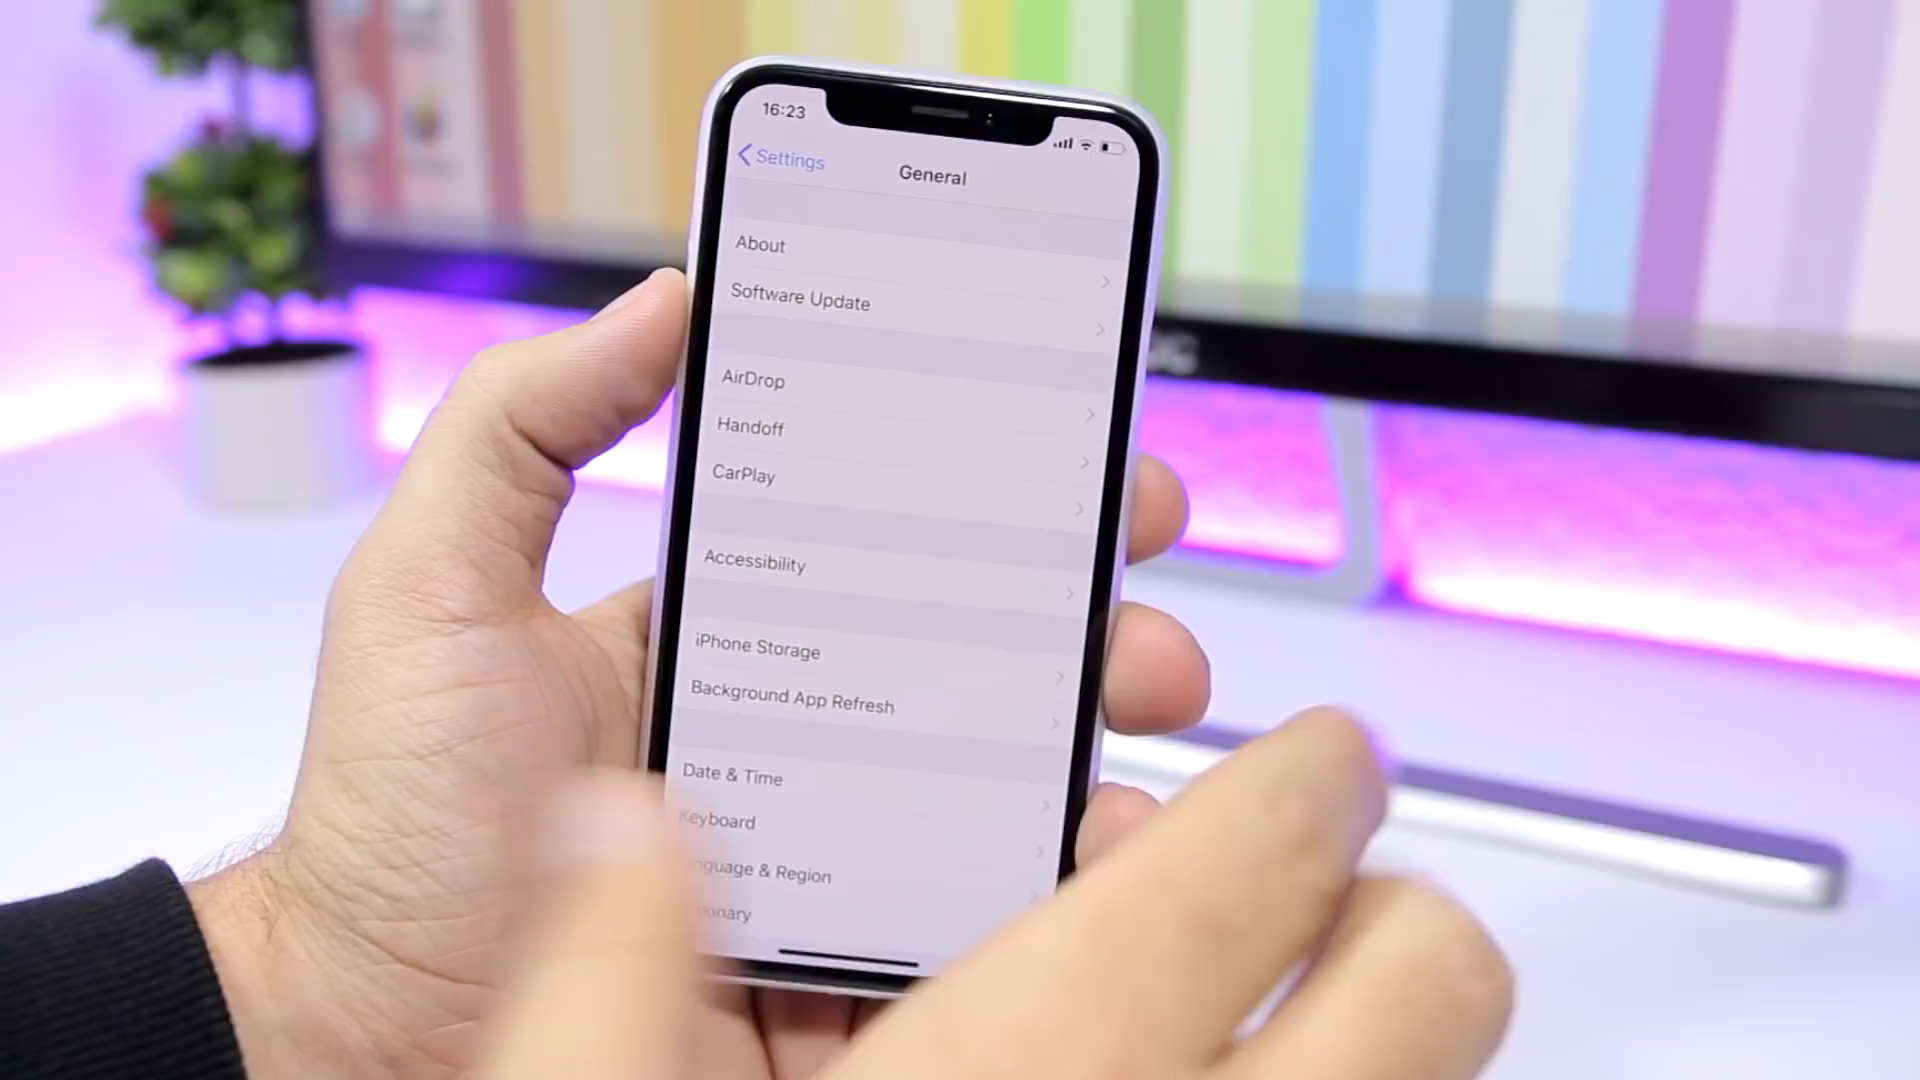 16:23
Settings
General
About
Software Update
AirDrop
Handoff
CarPlay
Accessibility
iPhone Storage
Background App Refresh
Date & Time
Keyboard
& Region